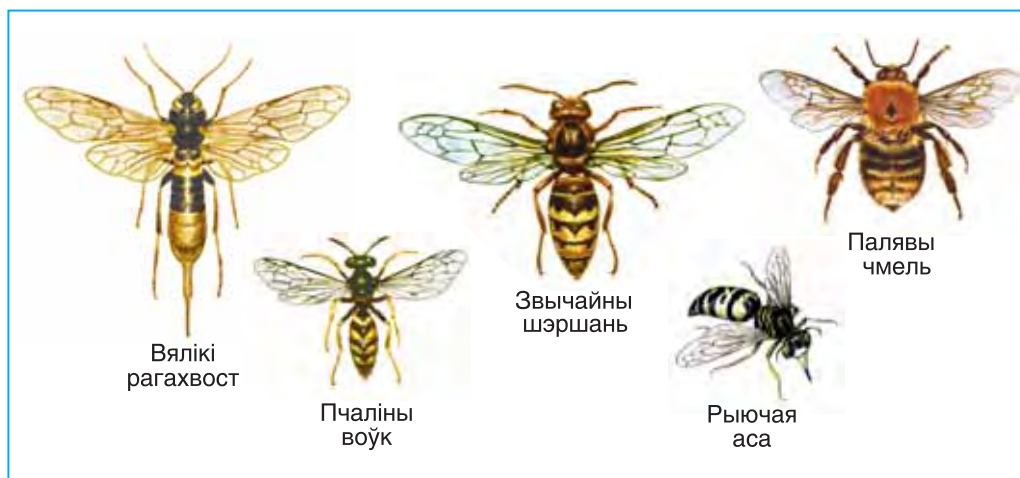 Вялікі
рагахвост
Пчаліны
воўк
Звычайны
шэршань
Рыючая
аса
Палявы
чмель